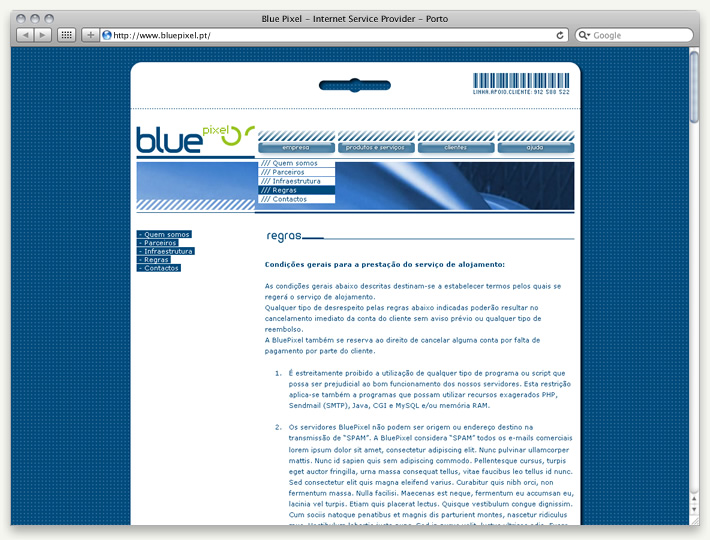 Blue Pixel – Internet Service Provider – Porto
http://www.bluepixel.pt/
Google
LINHA.APOIO.CLIENTE: 912 500 522
blue pixel
empresa
produtos e serviços
clientes
ajuda
/// Quem somos
/// Parceiros
/// Infraestrutura
/// Regras
/// Contactos
- Quem somos
- Parceiros
- Infraestrutura
- Regras
- Contactos
regras
Condições gerais para a prestação do serviço de alojamento:
As condições gerais abaixo descritas destinam-se a estabelecer termos pelos quais se
regerá o serviço de alojamento.
Qualquer tipo de desrespeito pelas regras abaixo indicadas poderão resultar no
cancelamento imediato da conta do cliente sem aviso prévio ou qualquer tipo de
reembolso.
A BluePixel também se reserva ao direito de cancelar alguma conta por falta de
pagamento por parte do cliente.
1. É estreitamente proibido a utilização de qualquer tipo de programa ou script que
possa ser prejudicial ao bom funcionamento dos nossos servidores. Esta restrição
aplica-se também a programas que possam utilizar recursos exagerados PHP,
Sendmail (SMTP), Java, CGI e MySQL e/ou memória RAM.
2. Os servidores BluePixel não podem ser origem ou endereço destino na
transmissão de "SPAM". A BluePixel considera "SPAM" todos os e-mails comerciais
lorem ipsum dolor sit amet, consectetur adipiscing elit. Nunc pulvinar ullamcorper
mattis. Nunc id sapien quis sem adipiscing commodo. Pellentesque cursus, turpis
eget auctor fringilla, urna massa consequat tellus, vitae faucibus leo tellus id nunc.
Sed consectetur elit quis magna eleifend varius. Curabitur quis nibh orci, non
fermentum massa. Nulla facilisi. Maecenas est neque, fermentum eu accumsan eu,
lacinia vel turpis. Etiam quis placerat lectus. Quisque vestibulum congue dignissim.
Cum sociis natoque penatibus et magnis dis parturient montes, nascetur ridiculus